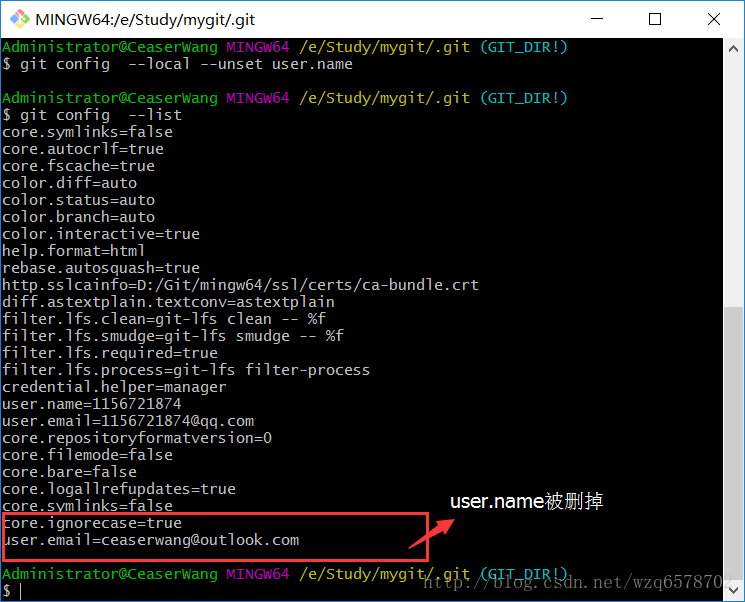 MINGW64:/e/Study/mygit/.git
Administrator@CeaserWang MINGW64 /e/Study/mygit/.git (GIT_DIR!)
$ git config  --local --unset user.name
Administrator@CeaserWang MINGW64 /e/Study/mygit/.git (GIT_DIR!)
$ git config  --list
core.symlinks=false
core.autocrlf=true
core.fscache=true
color.diff=auto
color.status=auto
color.branch=auto
color.interactive=true
help.format=html
rebase.autosquash=true
http.sslcainfo=D:/Git/mingw64/ssl/certs/ca-bundle.crt
diff.astextplain.textconv=astextplain
filter.lfs.clean=git-lfs clean -- %f
filter.lfs.smudge=git-lfs smudge -- %f
filter.lfs.required=true
filter.lfs.process=git-lfs filter-process
credential.helper=manager
user.name=1156721874
user.email=1156721874@qq.com
core.repositoryformatversion=0
core.filemode=false
core.bare=false
core.logallrefupdates=true
core.symlinks=false
user.name被删掉
core.ignorecase=true
user.email=ceaserwang@outlook.com
Administrator@CeaserWang MINGW64 /e/Study/mygit/.git (GIT_DIR!)
http://blog.csdn.net/wzq6578702
$